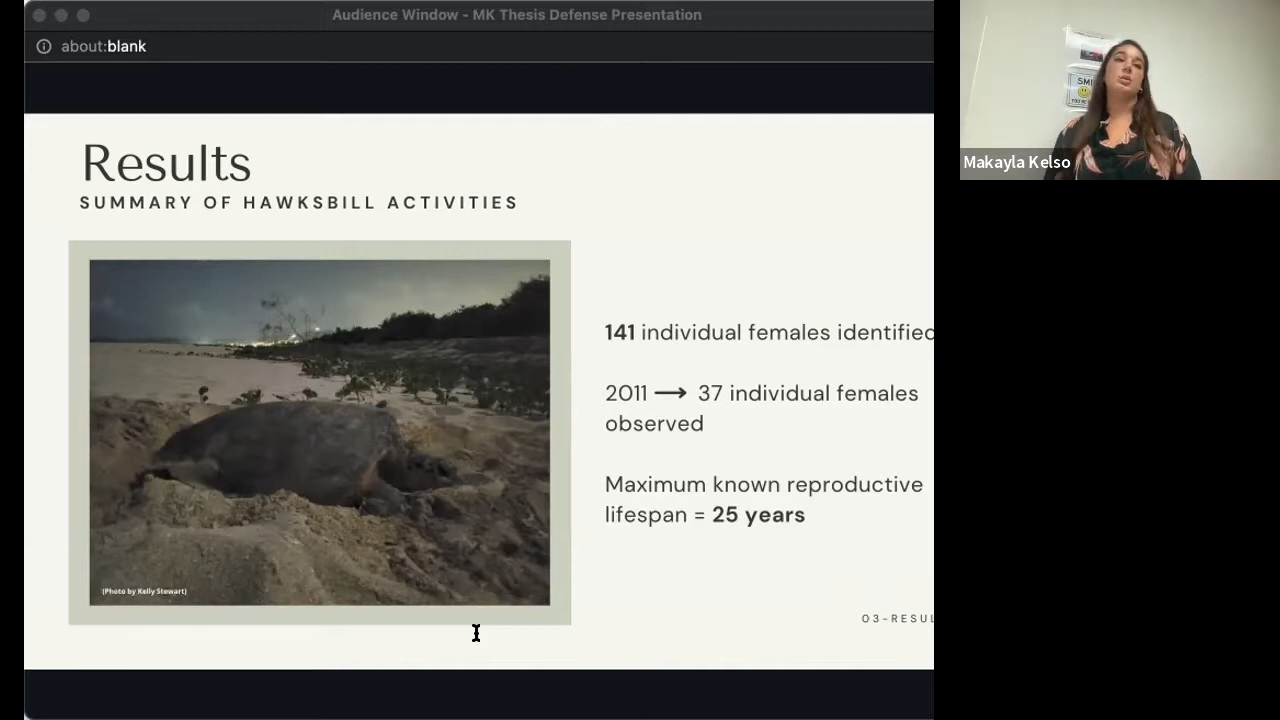 Audience Window - MK Thesis Defense Presentation
about:blank
Results
SUMMARY OF HAWKSBILL ACTIVITIES
141 individual females identified
2011 → 37 individual females
observed
Maximum known reproductive
lifespan = 25 years
(Photo by Kelly Stewart)
03-RESUL
SMI
Makayla Kelso